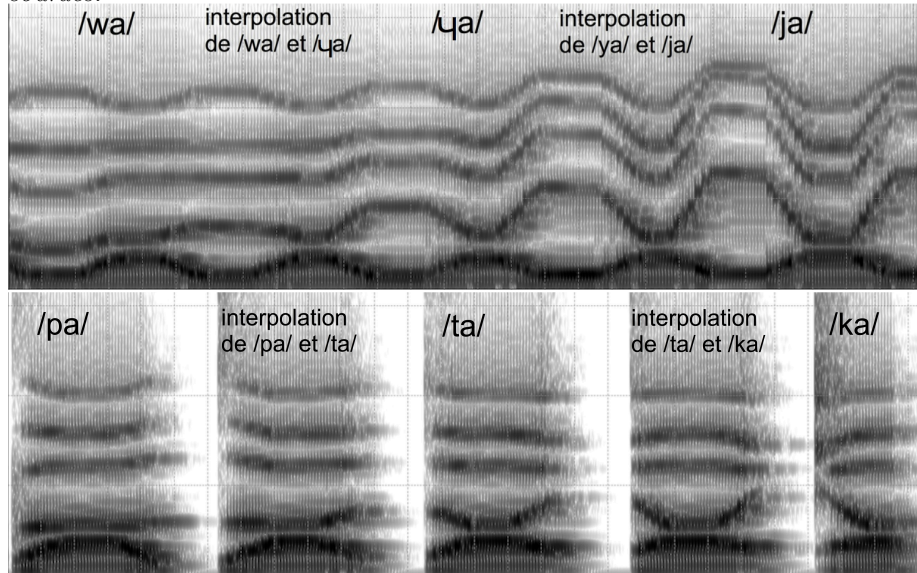 /wa/
interpolation
de /wa/ et /ɥa/
/ɥa/
interpolation
de /ya/ et /ja/
/ja/
/pa/
interpolation
de /pa/ et /ta/
/ta/
interpolation
de /ta/ et /ka/
/ka/